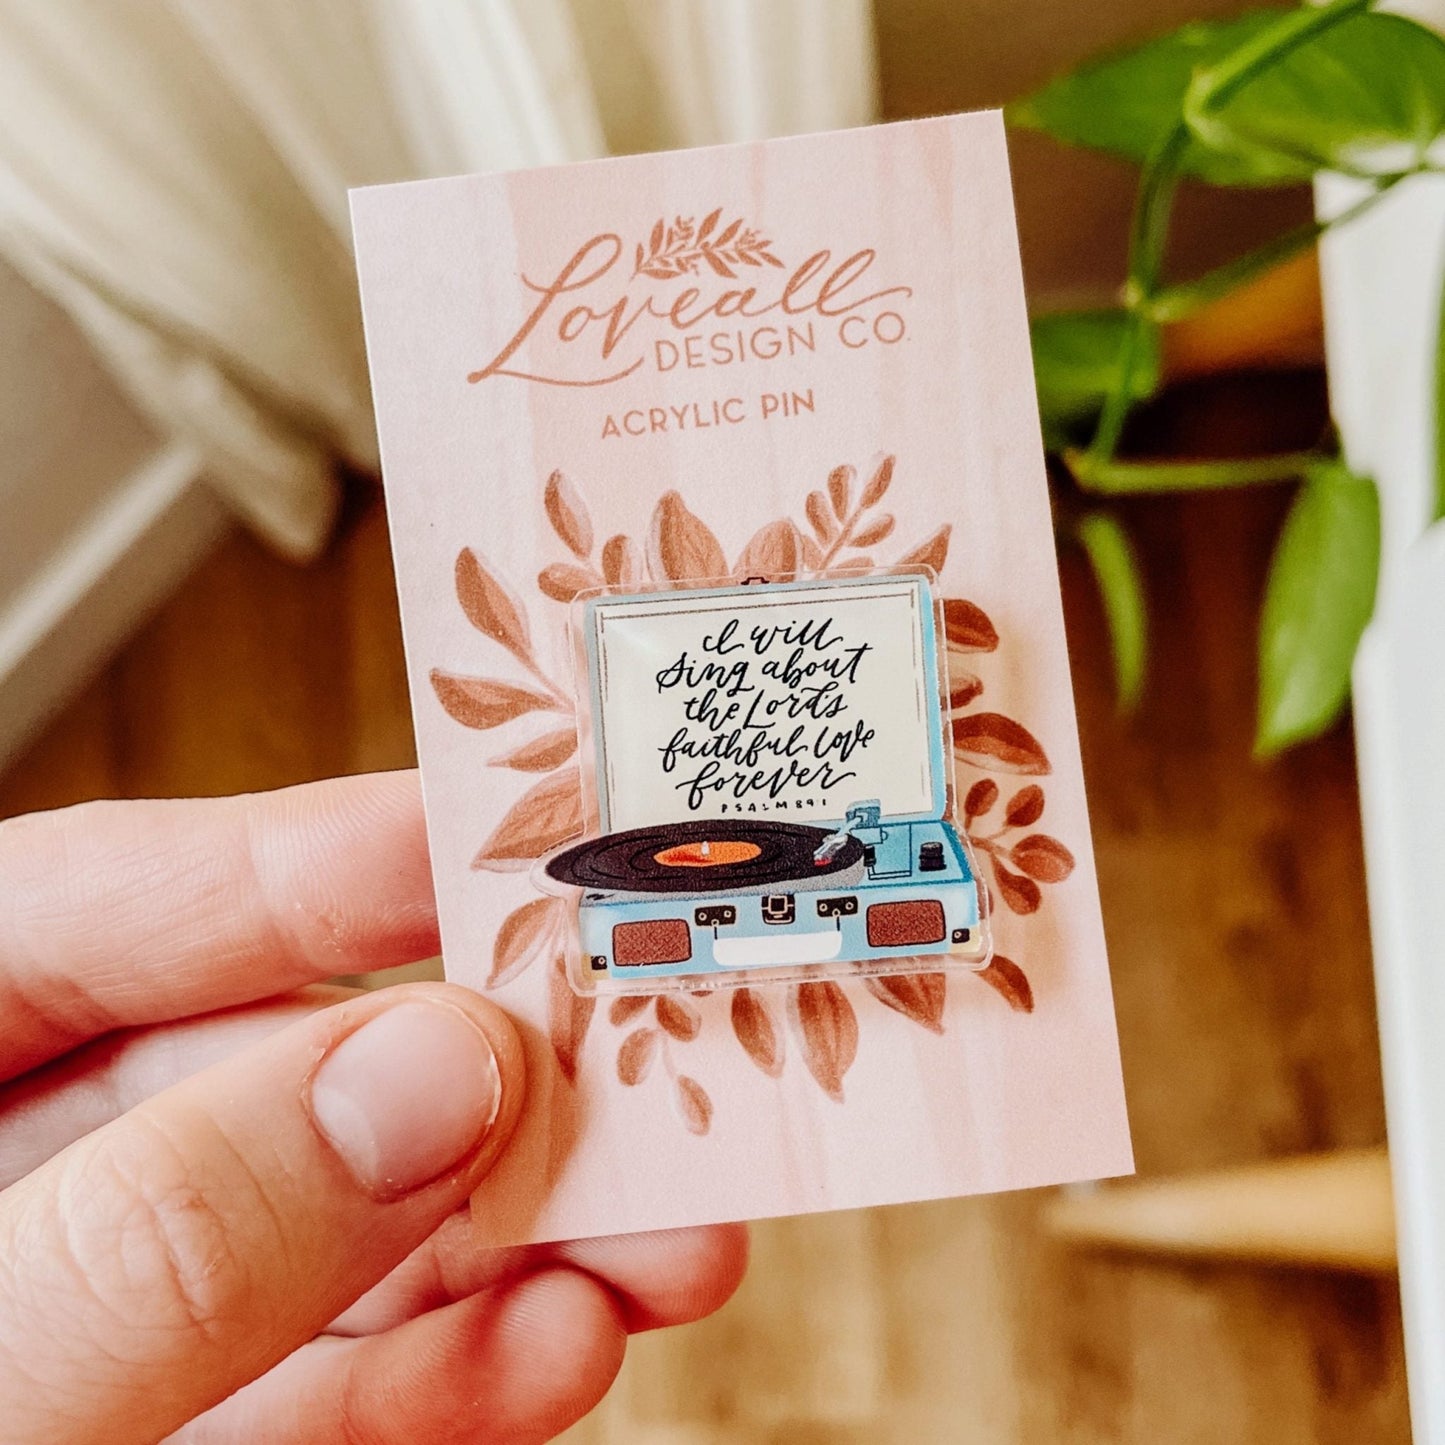 Loveall
DESIGN CO.
ACRYLIC PIN
I will
sing about
the Lord's
faithful love
forever
PSALM 89:1